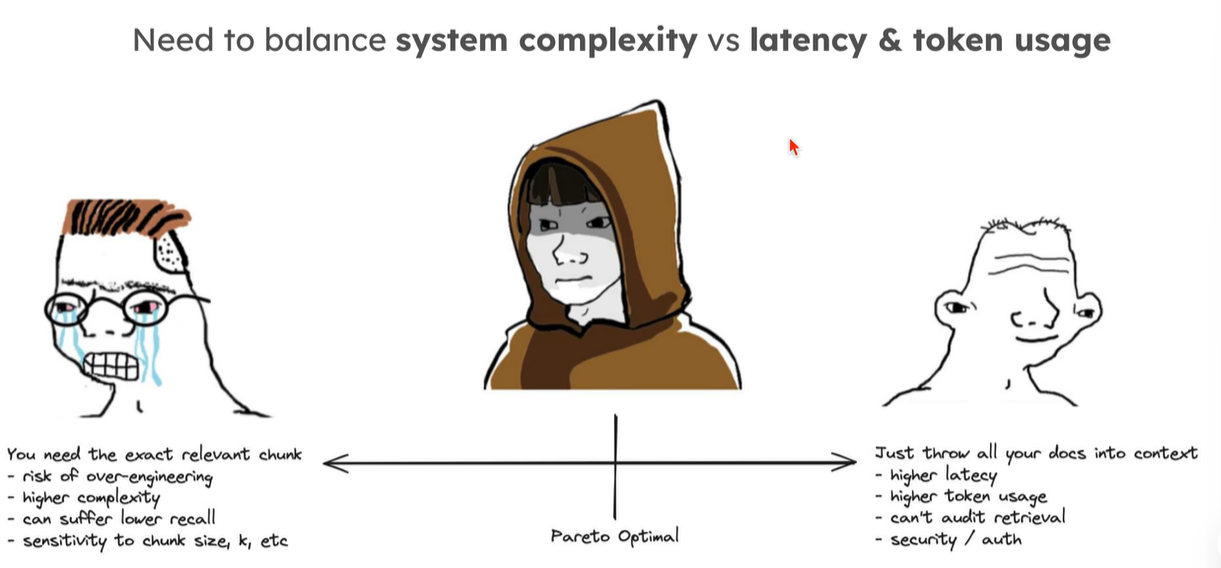 Need to balance system complexity vs latency & token usage
You need the exact relevant chunk
- risk of over-engineering
- higher complexity
- can suffer lower recall
- sensitivity to chunk size, k, etc
Pareto Optimal
Just throw all your docs into context
- higher latecy
- higher token usage
- can't audit retrieval
- security / auth